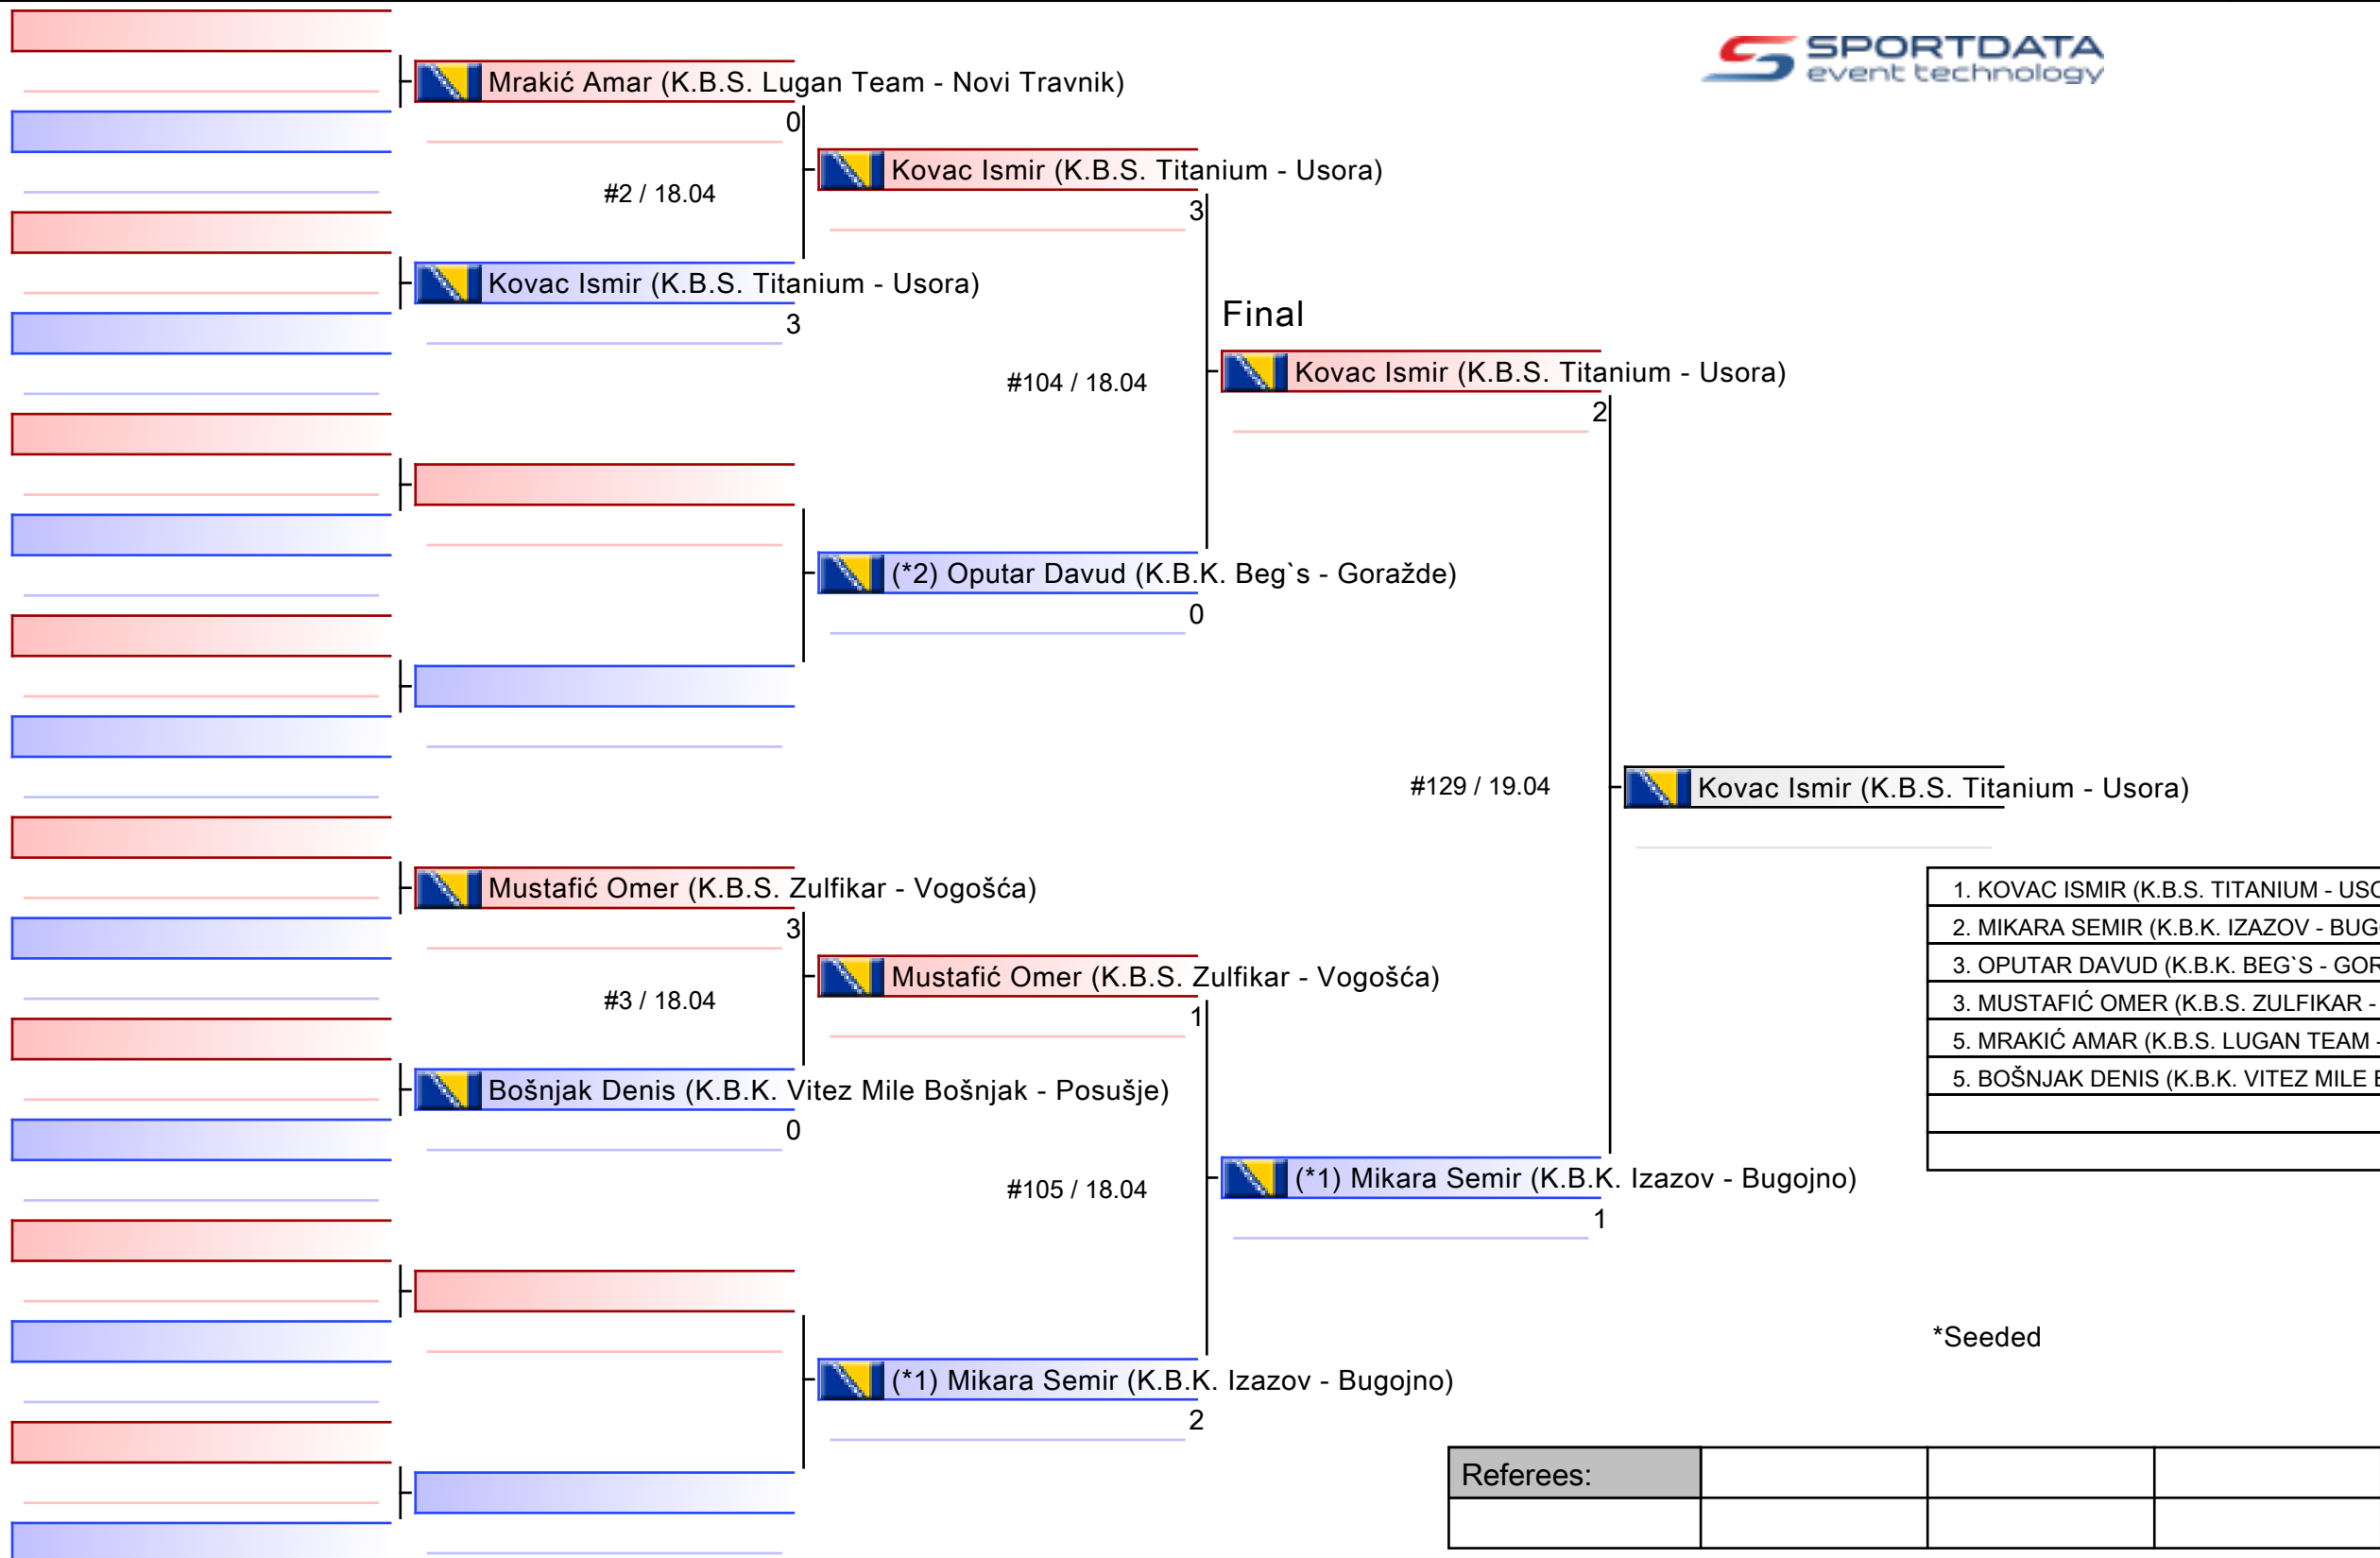 SPORTDATA
event technology
Mrakić Amar (K.B.S. Lugan Team - Novi Travnik)
0
Kovac Ismir (K.B.S. Titanium - Usora)
3
#2 / 18.04
Kovac Ismir (K.B.S. Titanium - Usora)
3
Final
Kovac Ismir (K.B.S. Titanium - Usora)
2
#104 / 18.04
(*2) Oputar Davud (K.B.K. Beg`s - Goražde)
0
#129 / 19.04
Kovac Ismir (K.B.S. Titanium - Usora)
Mustafić Omer (K.B.S. Zulfikar - Vogošća)
3
#3 / 18.04
Mustafić Omer (K.B.S. Zulfikar - Vogošća)
1
Bošnjak Denis (K.B.K. Vitez Mile Bošnjak - Posušje)
0
#105 / 18.04
(*1) Mikara Semir (K.B.K. Izazov - Bugojno)
1
(*1) Mikara Semir (K.B.K. Izazov - Bugojno)
2
1. KOVAC ISMIR (K.B.S. TITANIUM - USO
2. MIKARA SEMIR (K.B.K. IZAZOV - BUG
3. OPUTAR DAVUD (K.B.K. BEG`S - GOR
3. MUSTAFIĆ OMER (K.B.S. ZULFIKAR -
5. MRAKIĆ AMAR (K.B.S. LUGAN TEAM -
5. BOŠNJAK DENIS (K.B.K. VITEZ MILE
*Seeded
Referees: